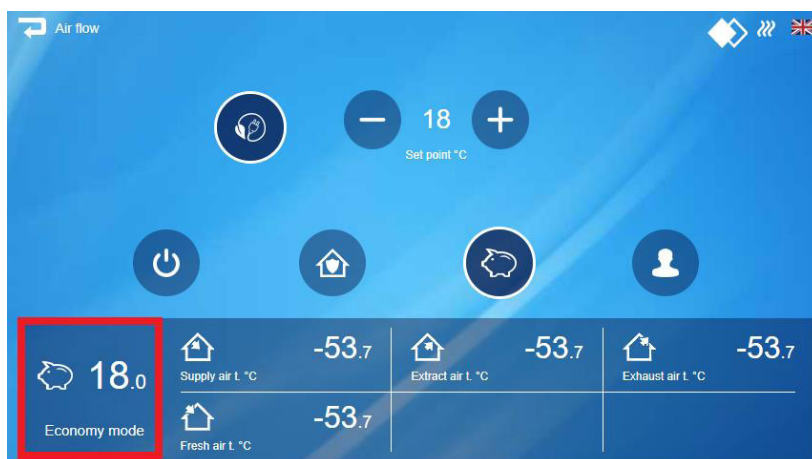 Air flow
18
Set point °C
18.0
Economy mode
-53.7
Supply air t. °C
-53.7
Extract air t. °C
-53.7
Exhaust air t. °C
-53.7
Fresh air t. °C